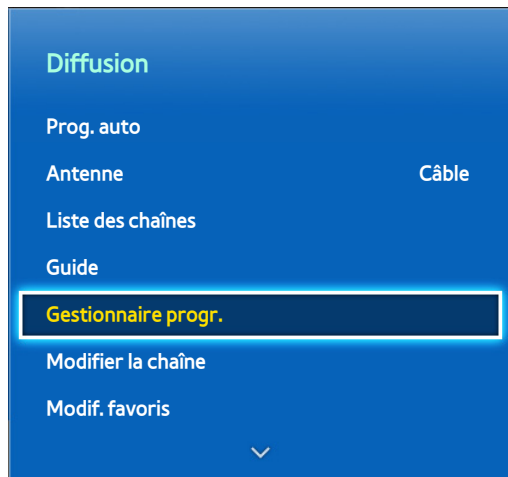 Diffusion
Prog. auto
Antenne Câble
Liste des chaînes
Guide
Gestionnaire progr.
Modifier la chaîne
Modif. favoris